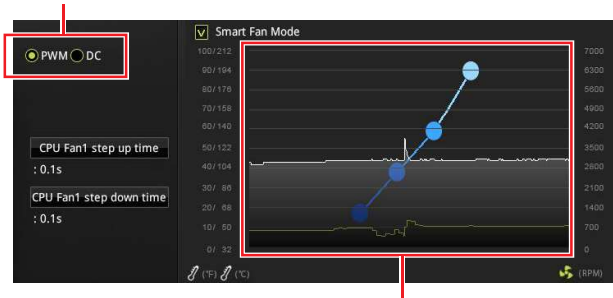 V Smart Fan Mode
PWM DC
100/212 7000
90/194 6300
80/176 5600
70/158 4900
60/140 4200
CPU Fan1 step up time
50/122 3500
: 0.1s
40/104 2800
30/ 86 2100
CPU Fan1 step down time
20/ 68 1400
: 0.1s
10/ 50 700
0/ 32 0
(°F) (°C) (RPM)